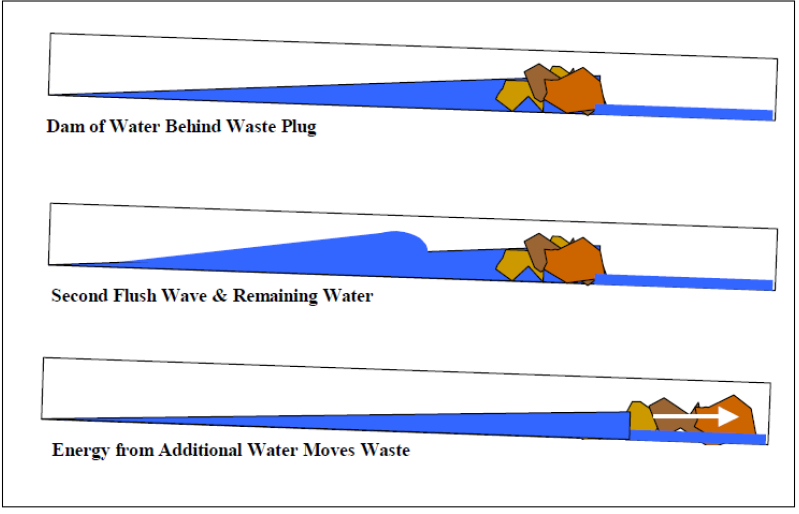 Dam of Water Behind Waste Plug
Second Flush Wave & Remaining Water
Energy from Additional Water Moves Waste